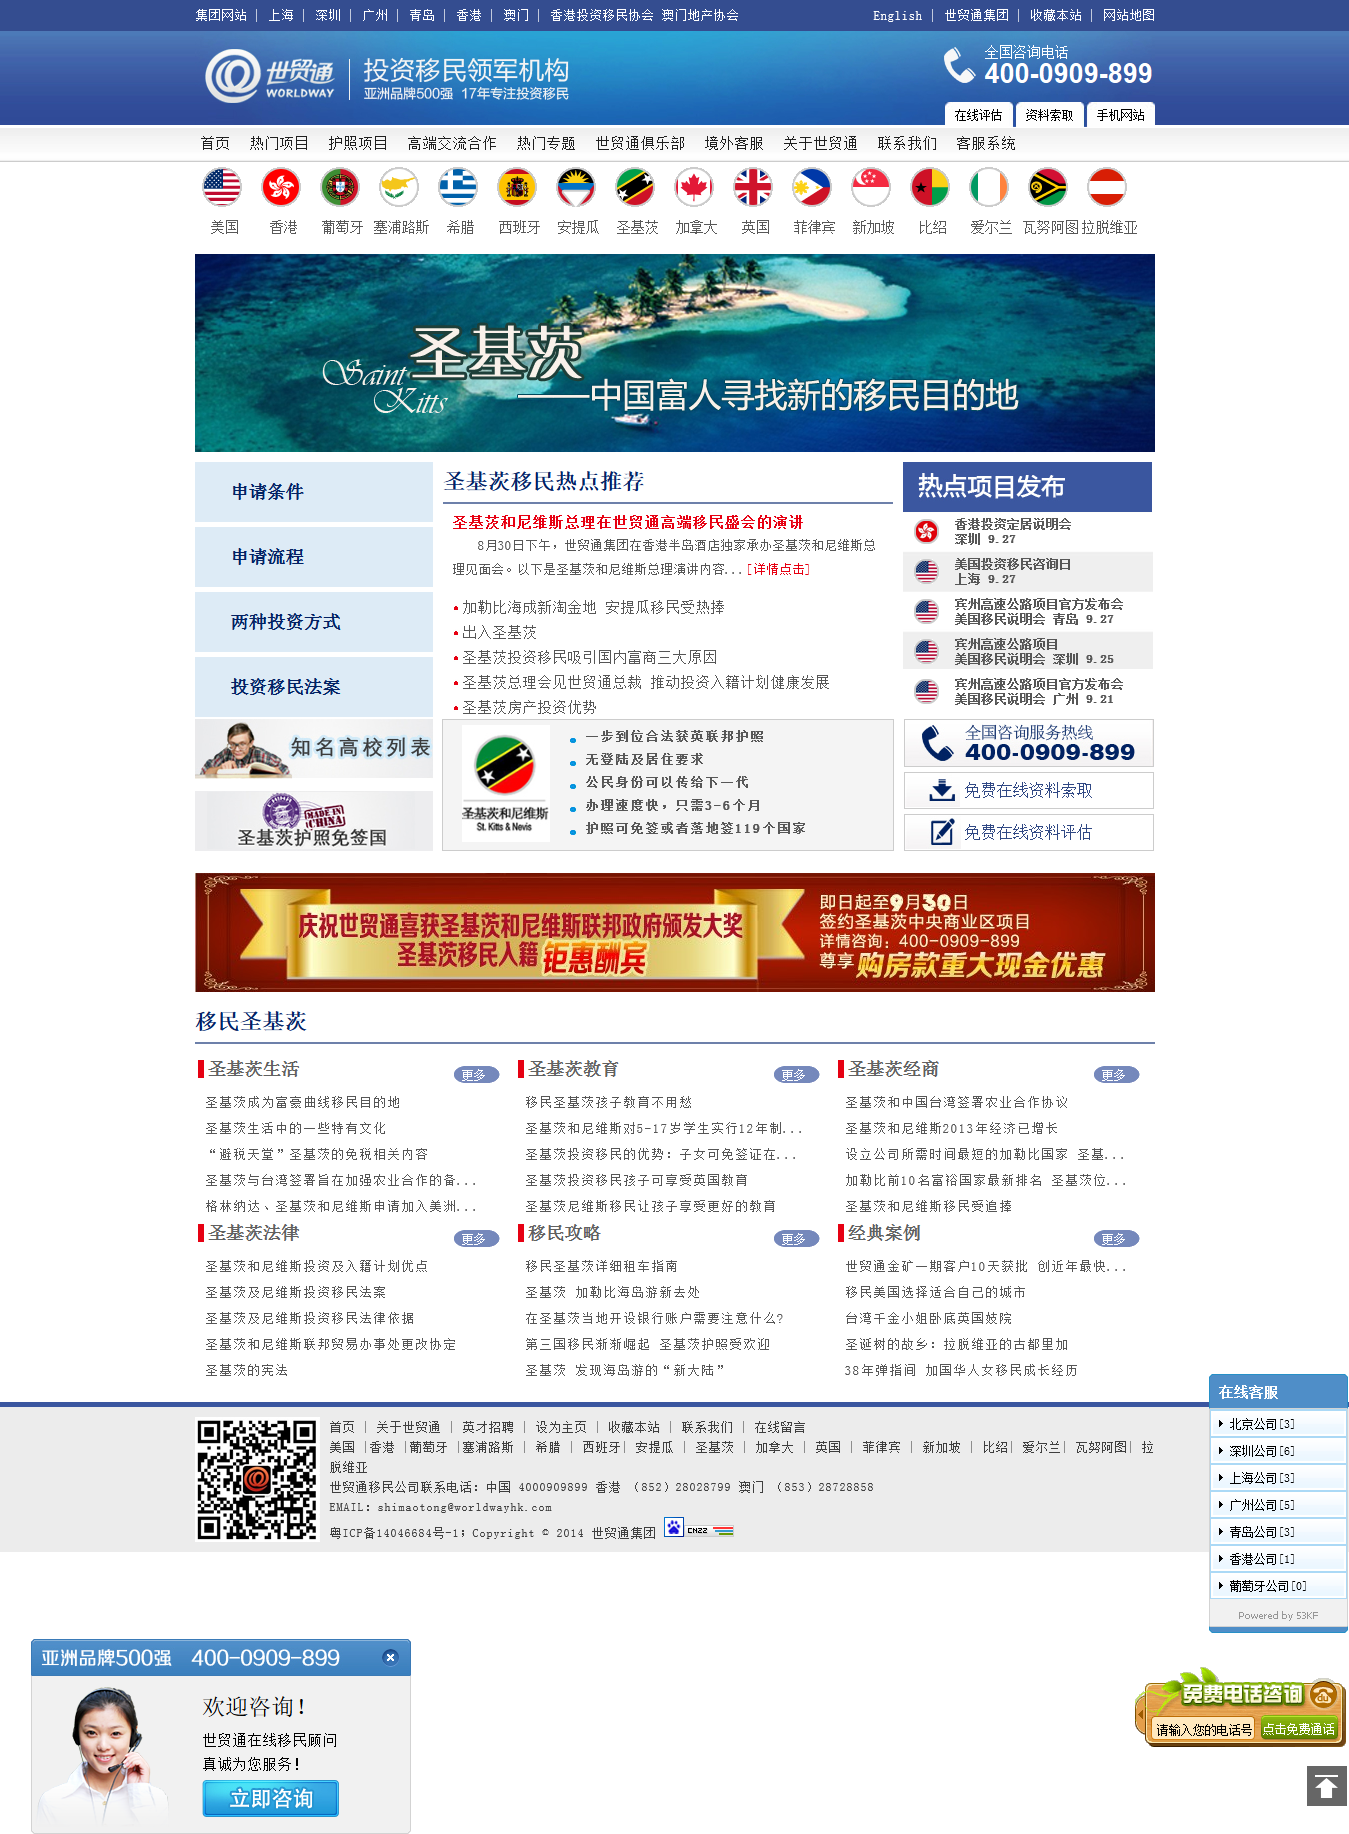 集团网站 | 上海 | 深圳 | 广州 | 青岛 | 香港 | 澳门 | 香港投资移民协会 澳门地产协会
English | 世贸通集团 | 收藏本站 | 网站地图
世贸通 WORLDWAY
投资移民领军机构
亚洲品牌500强 17年专注投资移民
全国咨询电话
400-0909-899
在线评估 资料索取 手机网站
首页 热门项目 护照项目 高端交流合作 热门专题 世贸通俱乐部 境外客服 关于世贸通 联系我们 客服系统
美国 香港 葡萄牙 塞浦路斯 希腊 西班牙 安提瓜 圣基茨 加拿大 英国 菲律宾 新加坡 比绍 爱尔兰 瓦努阿图 拉脱维亚
Saint Kitts
圣基茨
——中国富人寻找新的移民目的地
申请条件
申请流程
两种投资方式
投资移民法案
知名高校列表
MADE IN CHINA
圣基茨护照免签国
圣基茨移民热点推荐
圣基茨和尼维斯总理在世贸通高端移民盛会的演讲
8月30日下午，世贸通集团在香港半岛酒店独家承办圣基茨和尼维斯总
理见面会。以下是圣基茨和尼维斯总理演讲内容...[详情点击]
加勒比海成新淘金地 安提瓜移民受热捧
出入圣基茨
圣基茨投资移民吸引国内富商三大原因
圣基茨总理会见世贸通总裁 推动投资入籍计划健康发展
圣基茨房产投资优势
圣基茨和尼维斯
St. Kitts & Nevis
一步到位合法获英联邦护照
无登陆及居住要求
公民身份可以传给下一代
办理速度快，只需3-6个月
护照可免签或者落地签119个国家
热点项目发布
香港投资定居说明会
深圳 9.27
美国投资移民咨询日
上海 9.27
宾州高速公路项目官方发布会
美国移民说明会 青岛 9.27
宾州高速公路项目
美国移民说明会 深圳 9.25
宾州高速公路项目官方发布会
美国移民说明会 广州 9.21
全国咨询服务热线
400-0909-899
免费在线资料索取
免费在线资料评估
庆祝世贸通喜获圣基茨和尼维斯联邦政府颁发大奖
圣基茨移民入籍 钜惠酬宾
即日起至9月30日
签约圣基茨中央商业区项目
详情咨询：400-0909-899
尊享 购房款重大现金优惠
移民圣基茨
圣基茨生活 更多
圣基茨成为富豪曲线移民目的地
圣基茨生活中的一些特有文化
“避税天堂”圣基茨的免税相关内容
圣基茨与台湾签署旨在加强农业合作的备...
格林纳达、圣基茨和尼维斯申请加入美洲...
圣基茨教育 更多
移民圣基茨孩子教育不用愁
圣基茨和尼维斯对5-17岁学生实行12年制...
圣基茨投资移民的优势：子女可免签证在...
圣基茨投资移民孩子可享受英国教育
圣基茨尼维斯移民让孩子享受更好的教育
圣基茨经商 更多
圣基茨和中国台湾签署农业合作协议
圣基茨和尼维斯2013年经济已增长
设立公司所需时间最短的加勒比国家 圣基...
加勒比前10名富裕国家最新排名 圣基茨位...
圣基茨和尼维斯移民受追捧
圣基茨法律 更多
圣基茨和尼维斯投资及入籍计划优点
圣基茨及尼维斯投资移民法案
圣基茨及尼维斯投资移民法律依据
圣基茨和尼维斯联邦贸易办事处更改协定
圣基茨的宪法
移民攻略 更多
移民圣基茨详细租车指南
圣基茨 加勒比海岛游新去处
在圣基茨当地开设银行账户需要注意什么?
第三国移民渐渐崛起 圣基茨护照受欢迎
圣基茨 发现海岛游的“新大陆”
经典案例 更多
世贸通金矿一期客户10天获批 创近年最快...
移民美国选择适合自己的城市
台湾千金小姐卧底英国妓院
圣诞树的故乡：拉脱维亚的古都里加
38年弹指间 加国华人女移民成长经历
首页 | 关于世贸通 | 英才招聘 | 设为主页 | 收藏本站 | 联系我们 | 在线留言
美国 |香港 |葡萄牙 |塞浦路斯 | 希腊 | 西班牙| 安提瓜 | 圣基茨 | 加拿大 | 英国 | 菲律宾 | 新加坡 | 比绍| 爱尔兰| 瓦努阿图| 拉
脱维亚
世贸通移民公司联系电话：中国 4000909899 香港 （852）28028799 澳门 （853）28728858
EMAIL：shimaotong@worldwayhk.com
粤ICP备14046684号-1；Copyright © 2014 世贸通集团 CNZZ
在线客服
北京公司[3]
深圳公司[6]
上海公司[3]
广州公司[5]
青岛公司[3]
香港公司[1]
葡萄牙公司[0]
Powered by 53KF
亚洲品牌500强 400-0909-899
欢迎咨询！
世贸通在线移民顾问
真诚为您服务！
立即咨询
免费电话咨询
请输入您的电话号 点击免费通话